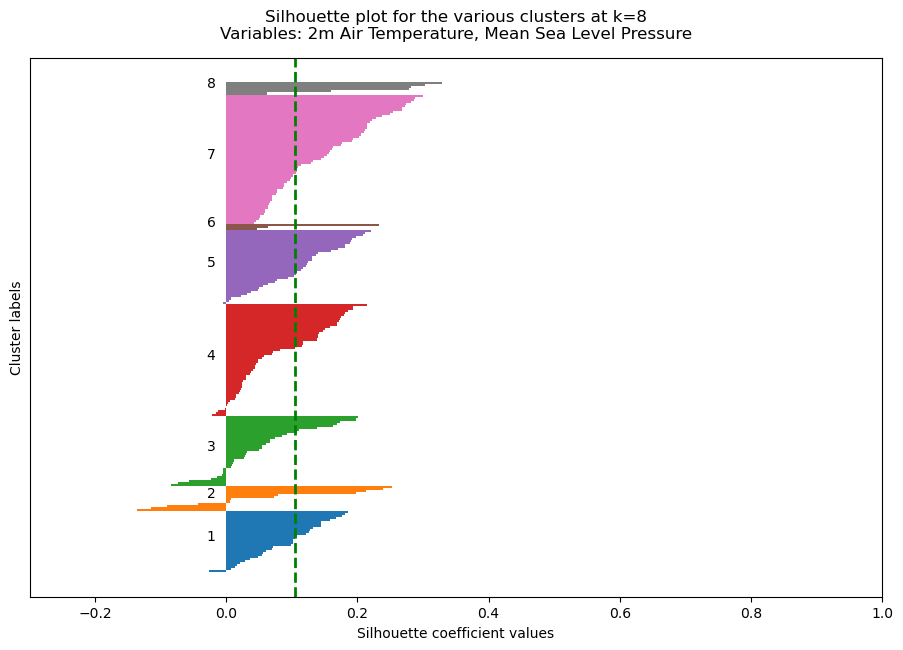 Silhouette plot for the various clusters at k=8
Variables: 2m Air Temperature, Mean Sea Level Pressure
Cluster labels
8
7
6
5
4
3
2
1
−0.2 0.0 0.2 0.4 0.6 0.8 1.0
Silhouette coefficient values